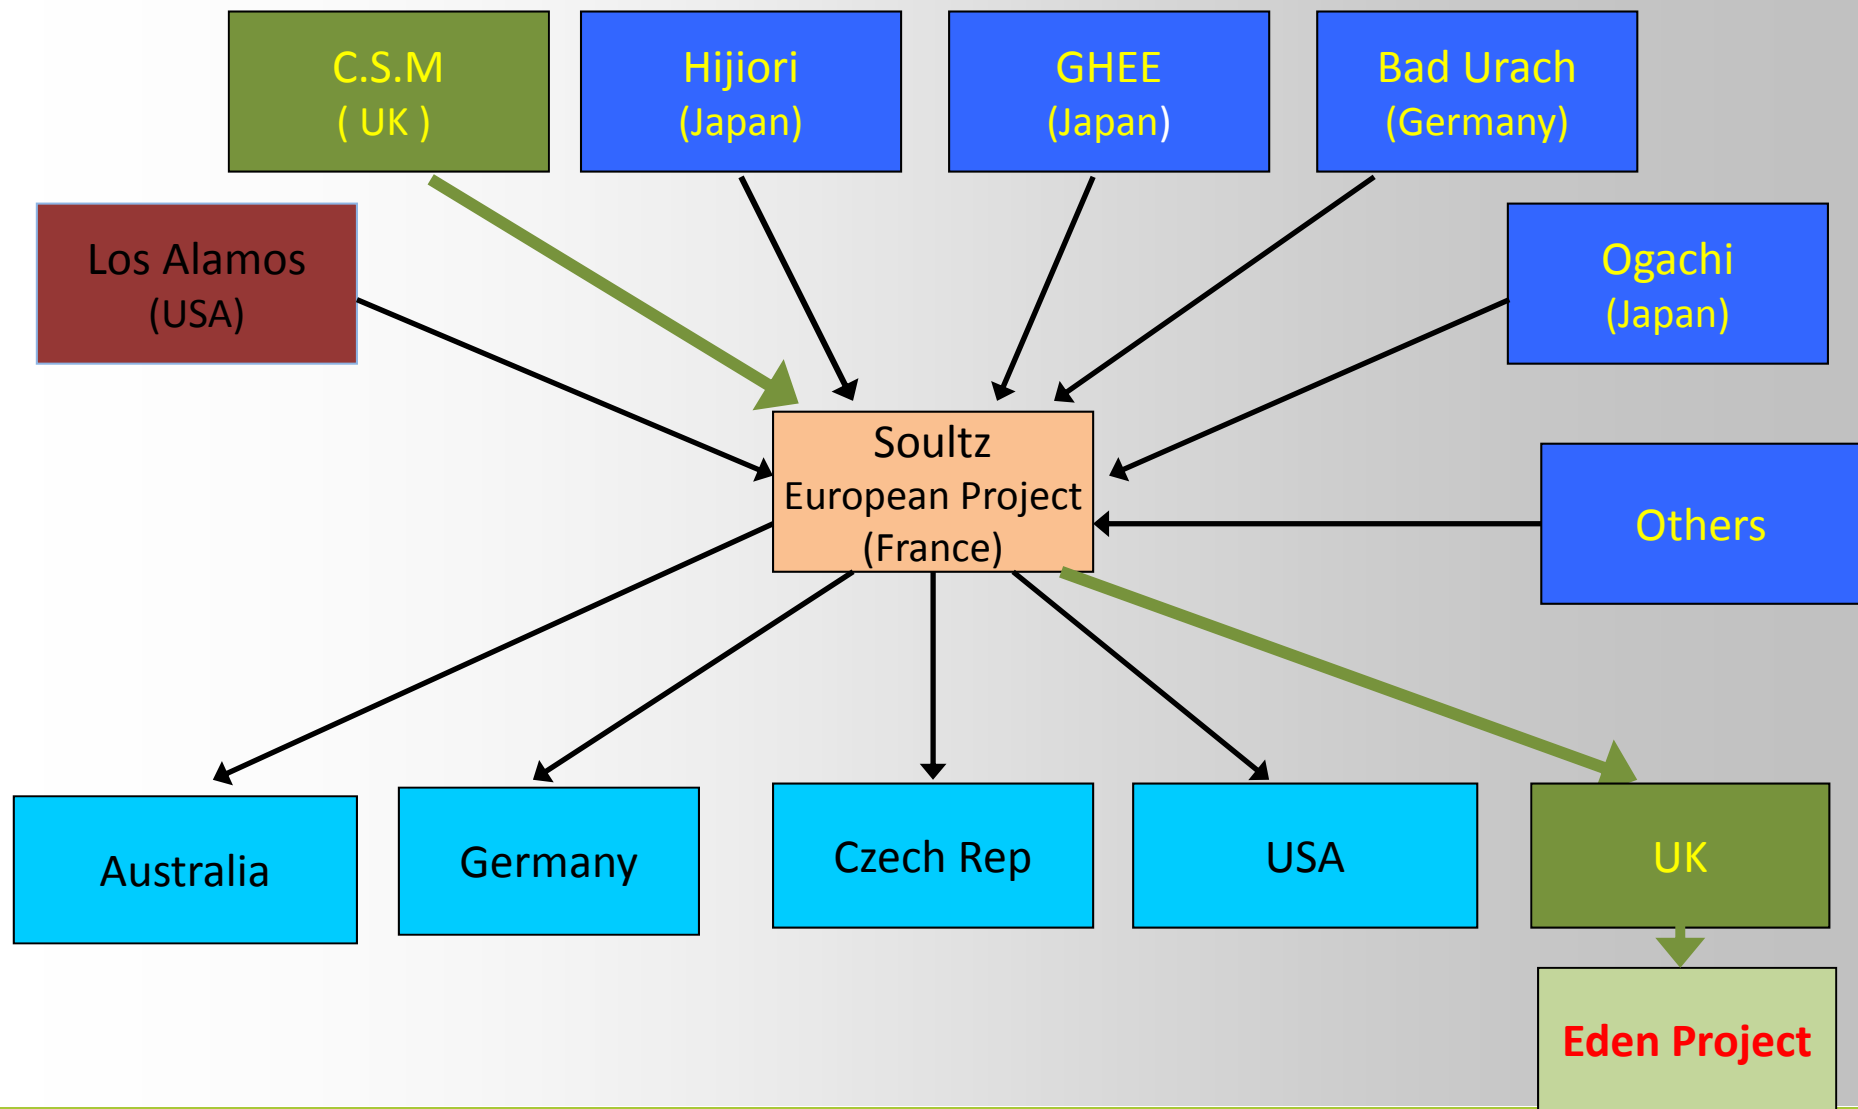 C.S.M
( UK )
Hijiori
(Japan)
GHEE
(Japan)
Bad Urach
(Germany)
Los Alamos
(USA)
Ogachi
(Japan)
Soultz
European Project
(France)
Others
Australia
Germany
Czech Rep
USA
UK
Eden Project